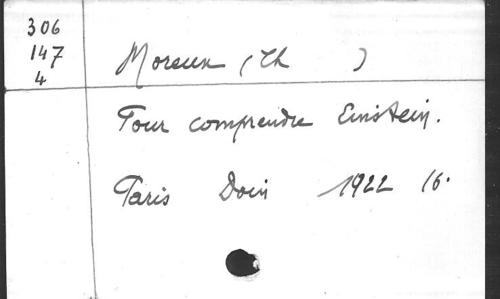 306
147
4
Moreux (Th )
Pour comprendre Einstein.
Paris Doin 1922 16.